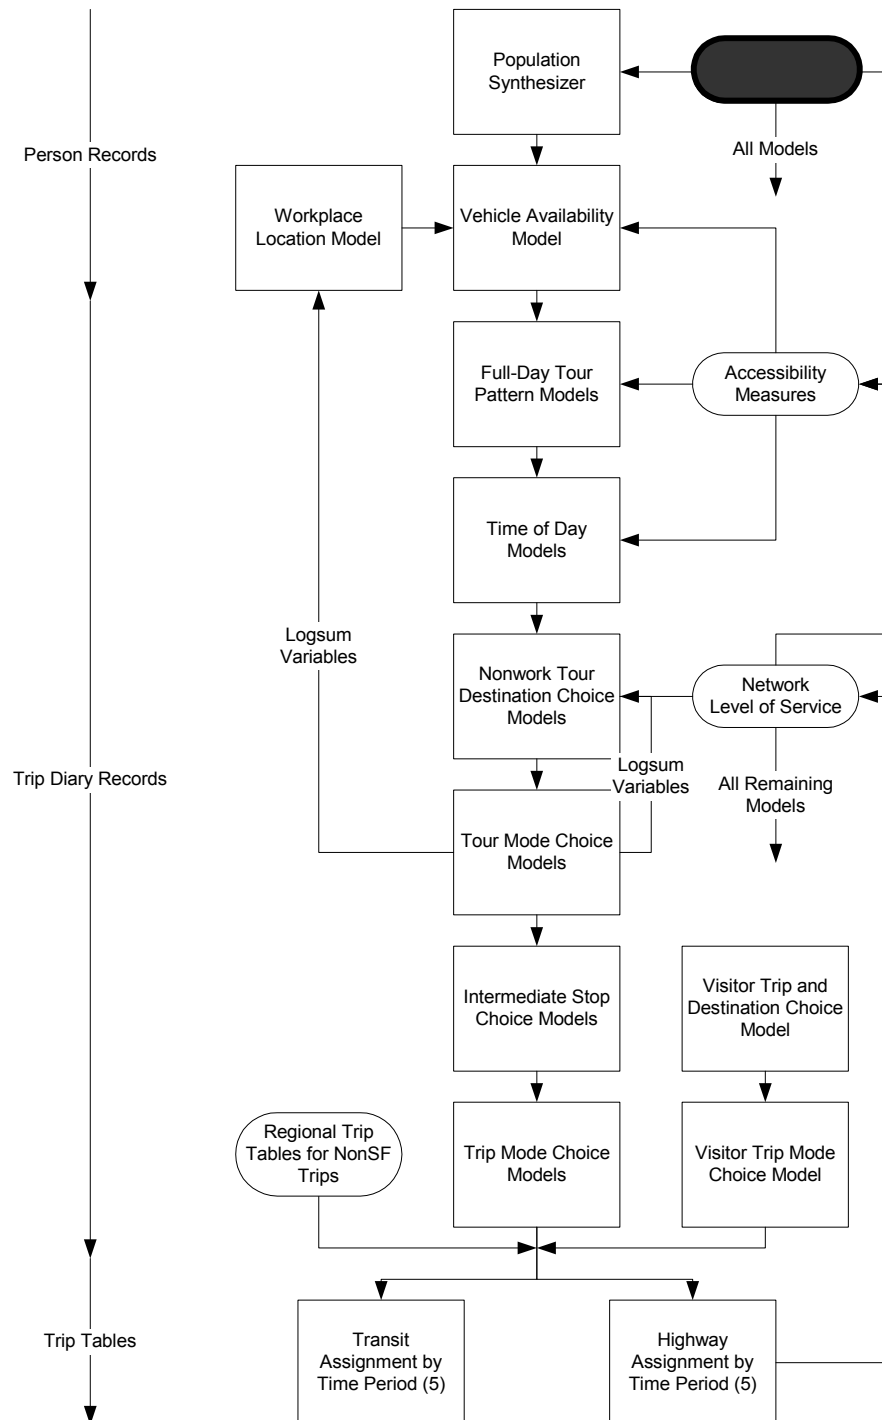 Population
Synthesizer
All Models
Person Records
Workplace
Location Model
Vehicle Availability
Model
Full-Day Tour
Pattern Models
Accessibility
Measures
Time of Day
Models
Logsum
Variables
Nonwork Tour
Destination Choice
Models
Network
Level of Service
Logsum
Variables
All Remaining
Models
Trip Diary Records
Tour Mode Choice
Models
Intermediate Stop
Choice Models
Visitor Trip and
Destination Choice
Model
Regional Trip
Tables for NonSF
Trips
Trip Mode Choice
Models
Visitor Trip Mode
Choice Model
Trip Tables
Transit
Assignment by
Time Period (5)
Highway
Assignment by
Time Period (5)